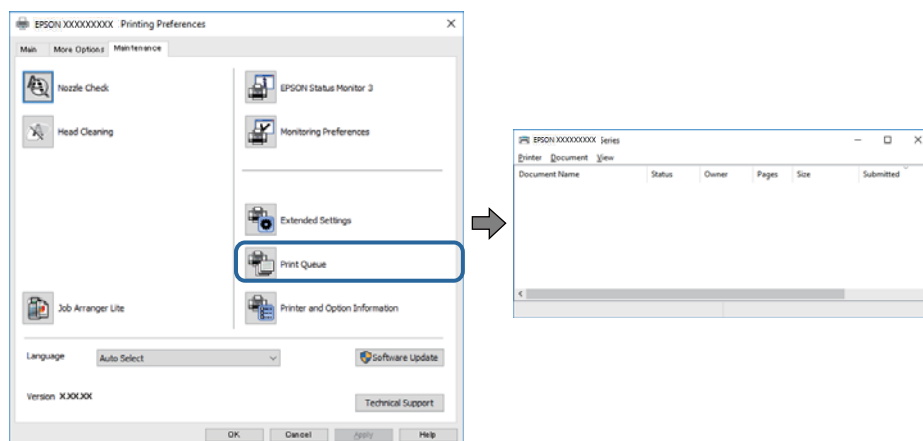 EPSON XXXXXXXXX Printing Preferences
Main More Options Maintenance
Nozzle Check
EPSON Status Monitor 3
Head Cleaning
Monitoring Preferences
Extended Settings
Print Queue
Job Arranger Lite
Printer and Option Information
Language
Auto Select
Software Update
Version X.XX.XX
Technical Support
OK Cancel Apply Help
EPSON XXXXXXXXX Series
Printer Document View
Document Name Status Owner Pages Size Submitted